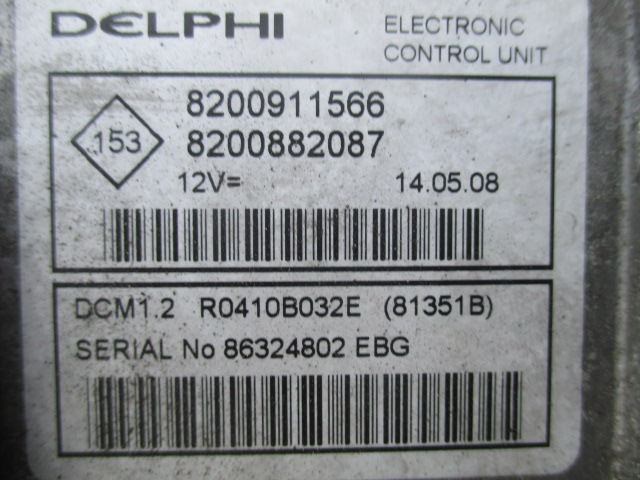 DELPHI
ELECTRONIC
CONTROL UNIT
153
8200911566
8200882087
12V= 14.05.08
DCM1.2 R0410B032E (81351B)
SERIAL No 86324802 EBG